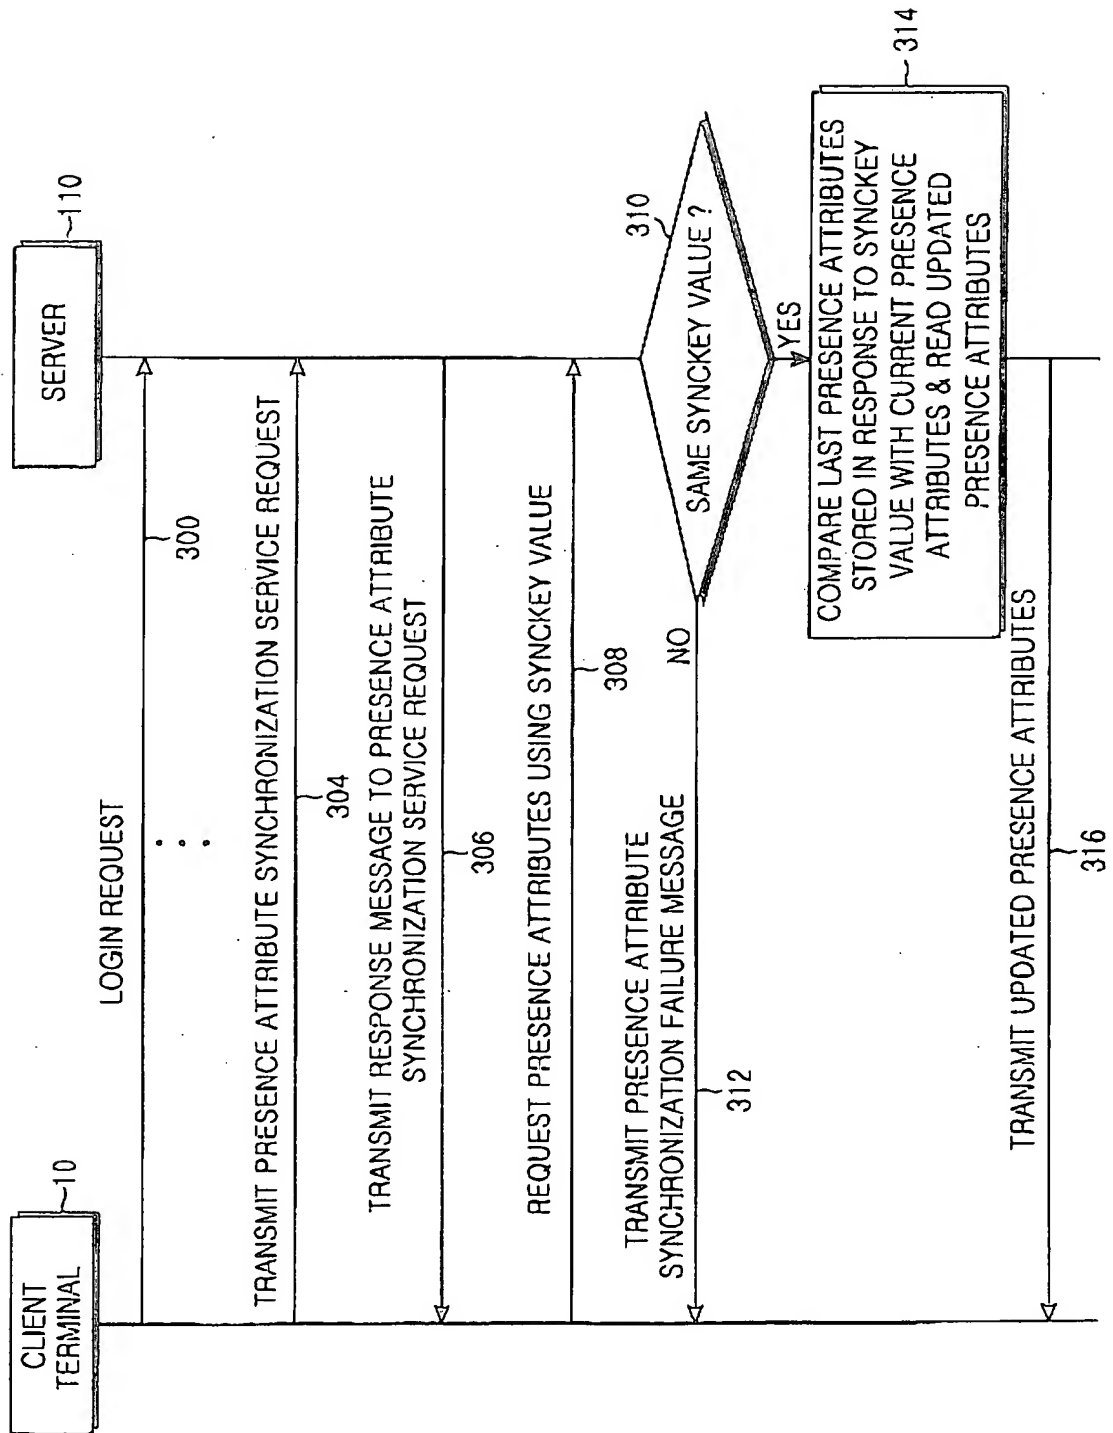 CLIENT
TERMINAL
10
SERVER
110
LOGIN REQUEST
300
TRANSMIT PRESENCE ATTRIBUTE SYNCHRONIZATION SERVICE REQUEST
304
TRANSMIT RESPONSE MESSAGE TO PRESENCE ATTRIBUTE
SYNCHRONIZATION SERVICE REQUEST
306
REQUEST PRESENCE ATTRIBUTES USING SYNCKEY VALUE
308
SAME SYNCKEY VALUE ?
310
NO
TRANSMIT PRESENCE ATTRIBUTE
SYNCHRONIZATION FAILURE MESSAGE
312
YES
COMPARE LAST PRESENCE ATTRIBUTES
STORED IN RESPONSE TO SYNCKEY
VALUE WITH CURRENT PRESENCE
ATTRIBUTES & READ UPDATED
PRESENCE ATTRIBUTES
314
TRANSMIT UPDATED PRESENCE ATTRIBUTES
316